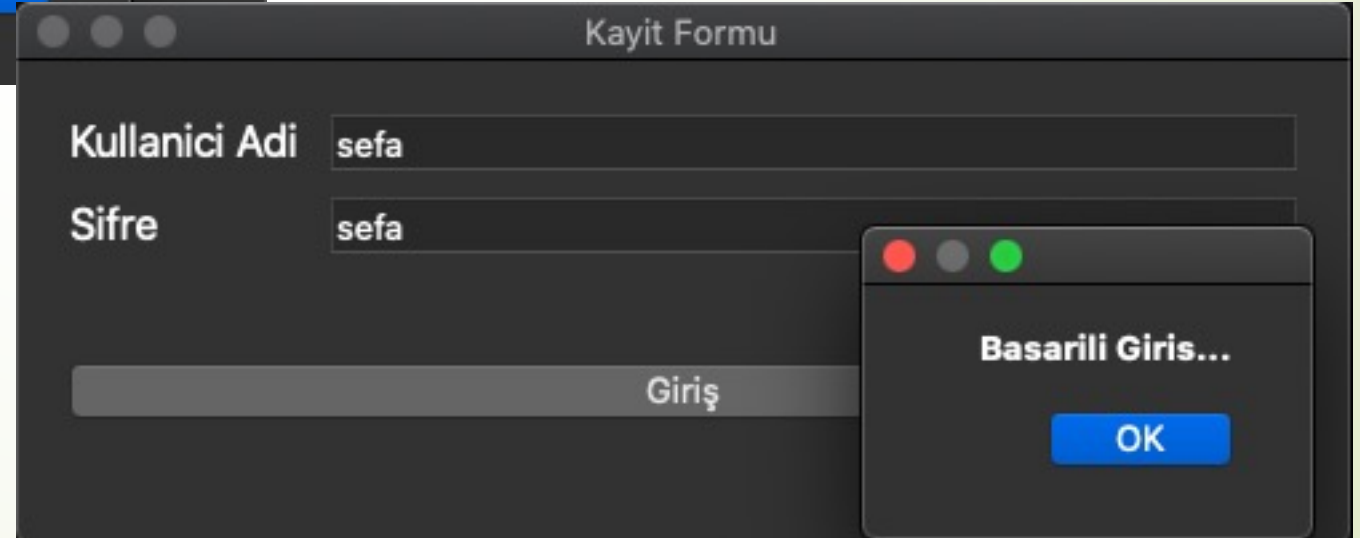 Kayit Formu
Kullanici Adi sefa
Sifre sefa
Basarili Giris...
Giriş
OK